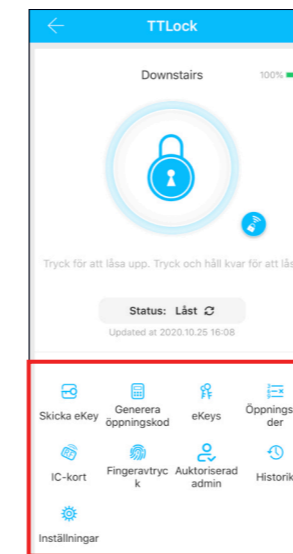 TTLock
Downstairs 100%
Tryck för att låsa upp. Tryck och håll kvar för att lås
Status: Låst
Updated at 2020.10.25 16:08
Skicka eKey
Generera
öppningskod
eKeys
Öppnings
der
IC-kort
Fingeravtryc
k
Auktoriserad
admin
Historik
Inställningar